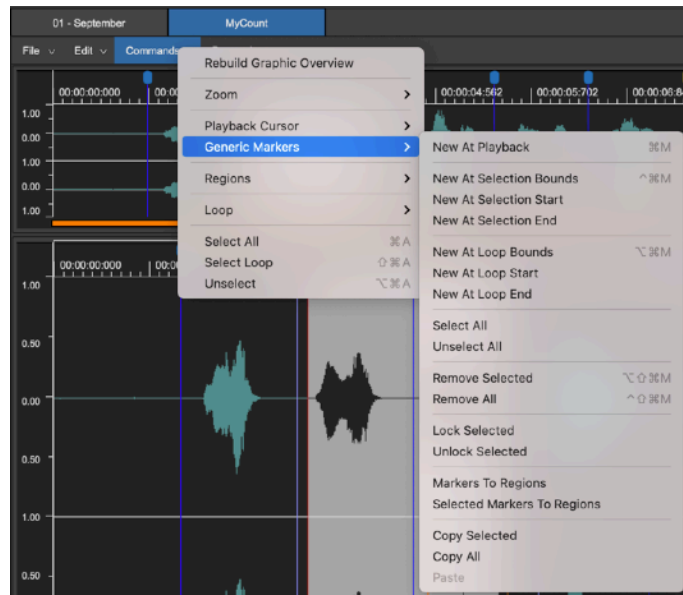 01 - September
MyCount
File
Edit
Commands
Rebuild Graphic Overview
Zoom
Playback Cursor
Generic Markers
Regions
Loop
Select All ⌘A
Select Loop ⇧⌘A
Unselect ⌥⌘A
New At Playback ⌘M
New At Selection Bounds ^⌘M
New At Selection Start
New At Selection End
New At Loop Bounds ⌥⌘M
New At Loop Start
New At Loop End
Select All
Unselect All
Remove Selected ⌥⇧⌘M
Remove All ^⇧⌘M
Lock Selected
Unlock Selected
Markers To Regions
Selected Markers To Regions
Copy Selected
Copy All
Paste
00:00:00:000
00:00:04:562
00:00:05:702
1.00
0.00
1.00
0.00
1.00
00:00:00:000
1.00
0.50
0.00
0.50
1.00
0.50